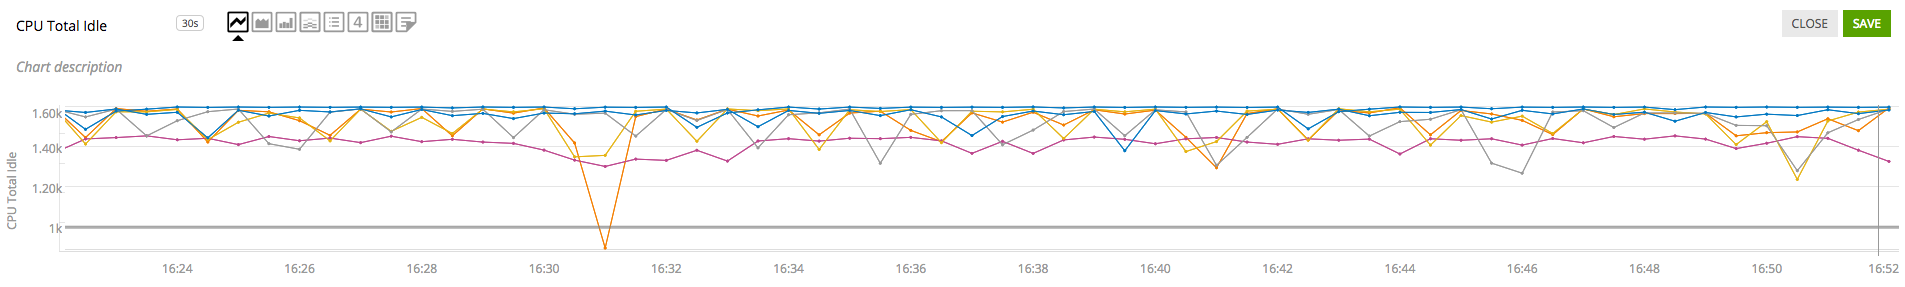 CPU Total Idle 30s 4 CLOSE SAVE
Chart description
CPU Total Idle
1.60k
1.40k
1.20k
1k
16:24 16:26 16:28 16:30 16:32 16:34 16:36 16:38 16:40 16:42 16:44 16:46 16:48 16:50 16:52